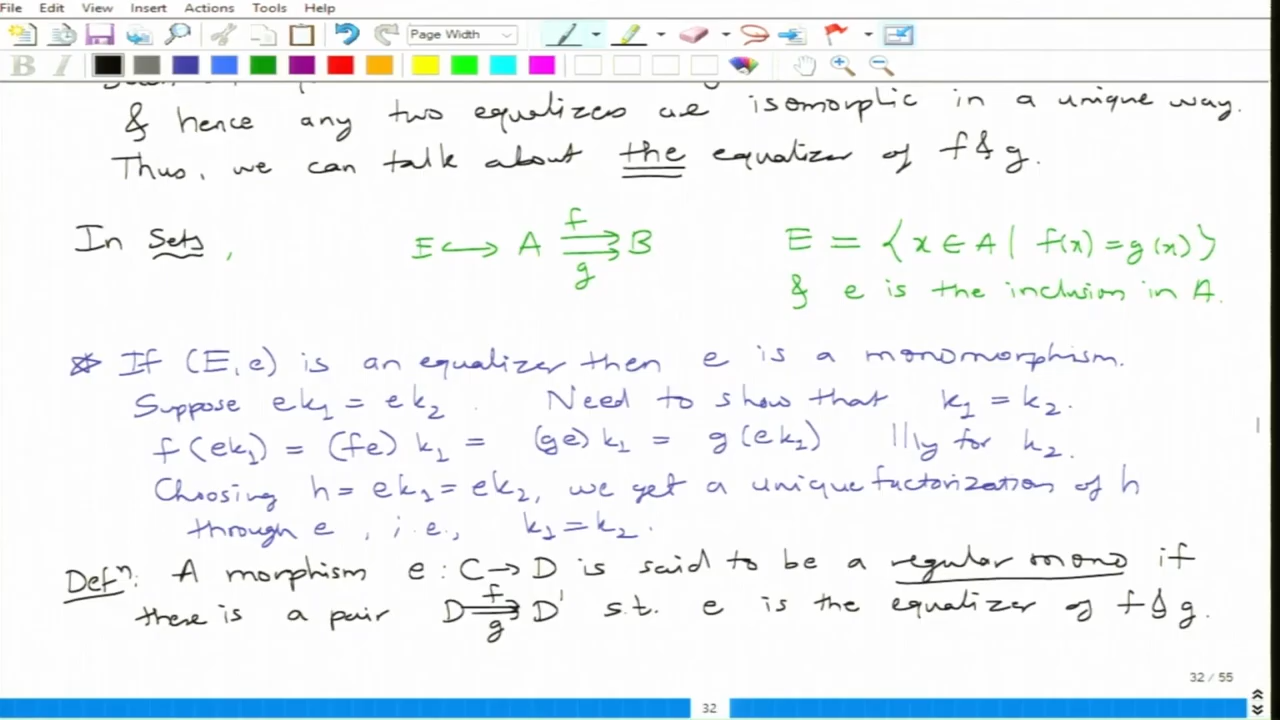 File Edit View Insert Actions Tools Help
Page Width
B I
& hence any two equalizers are isomorphic in a unique way.
Thus, we can talk about the equalizer of f & g.
In Sets, E ↪ A ⇉ B E = {x ∈ A | f(x) = g(x)}
f
g
& e is the inclusion in A.
☆ If (E, e) is an equalizer then e is a monomorphism.
Suppose ek₁ = ek₂. Need to show that k₁ = k₂.
f(ek₁) = (fe) k₁ = (ge) k₁ = g(ek₁) |||ly for k₂.
Choosing h = ek₁ = ek₂, we get a unique factorization of h
through e, i.e., k₁ = k₂.
Defⁿ: A morphism e : C → D is said to be a regular mono if
there is a pair D ⇉ D' s.t. e is the equalizer of f & g.
f
g
32 / 55
32